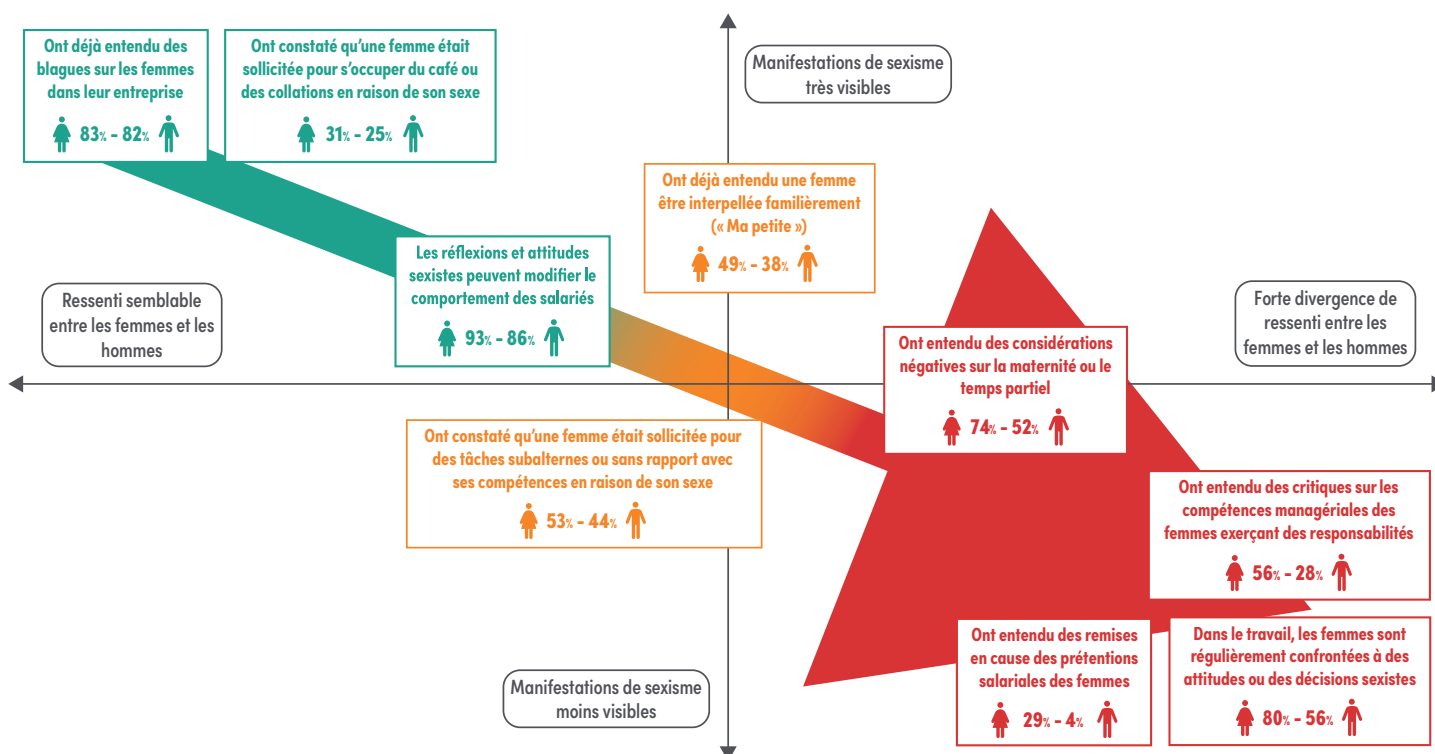 Ont déjà entendu des
blagues sur les femmes
dans leur entreprise
83% - 82%
Ont constaté qu'une femme était
sollicitée pour s'occuper du café ou
des collations en raison de son sexe
31% - 25%
Manifestations de sexisme
très visibles
Ont déjà entendu une femme
être interpellée familièrement
(« Ma petite »)
49% - 38%
Les réflexions et attitudes
sexistes peuvent modifier le
comportement des salariés
93% - 86%
Ressenti semblable
entre les femmes et les
hommes
Forte divergence de
ressenti entre les
femmes et les hommes
Ont entendu des considérations
négatives sur la maternité ou le
temps partiel
74% - 52%
Ont constaté qu'une femme était sollicitée pour
des tâches subalternes ou sans rapport avec
ses compétences en raison de son sexe
53% - 44%
Ont entendu des critiques sur les
compétences managériales des
femmes exerçant des responsabilités
56% - 28%
Ont entendu des remises
en cause des prétentions
salariales des femmes
29% - 4%
Dans le travail, les femmes sont
régulièrement confrontées à des
attitudes ou des décisions sexistes
80% - 56%
Manifestations de sexisme
moins visibles